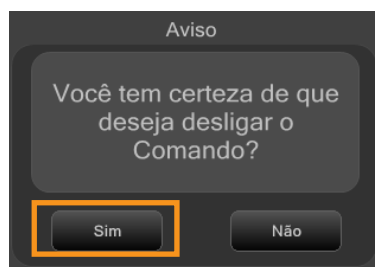 Aviso
Você tem certeza de que
deseja desligar o
Comando?
Sim
Não